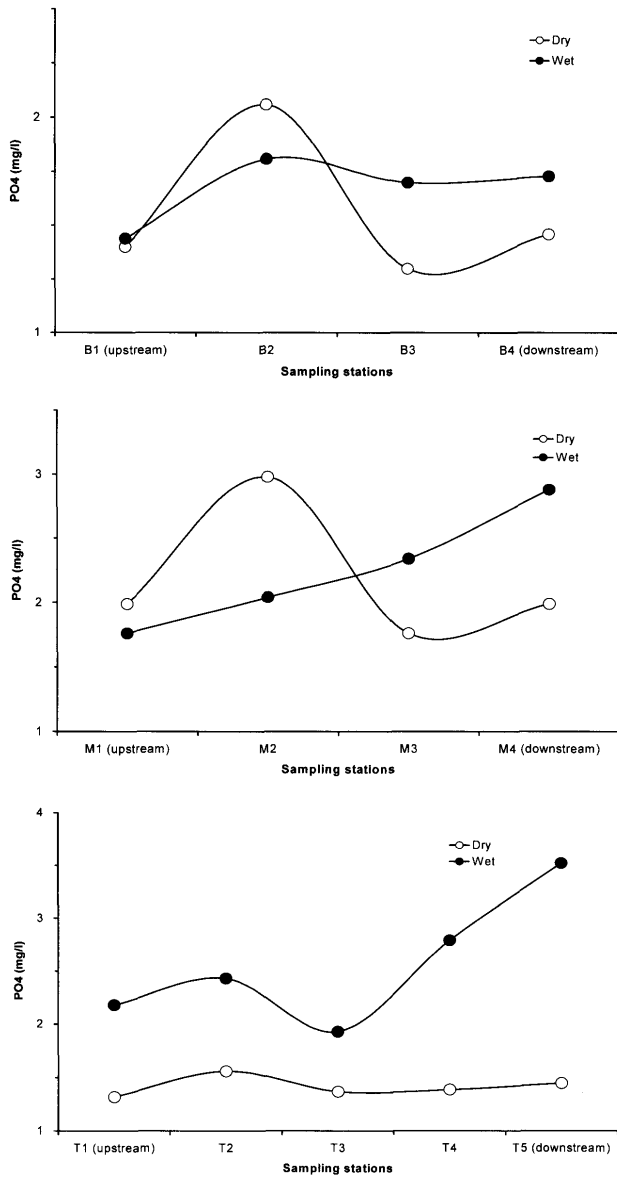 Dry
Wet
2
1
PO4 (mg/l)
B1 (upstream) B2 B3 B4 (downstream)
Sampling stations
Dry
Wet
3
2
1
PO4 (mg/l)
M1 (upstream) M2 M3 M4 (downstream)
Sampling stations
Dry
Wet
4
3
2
1
PO4 (mg/l)
T1 (upstream) T2 T3 T4 T5 (downstream)
Sampling stations